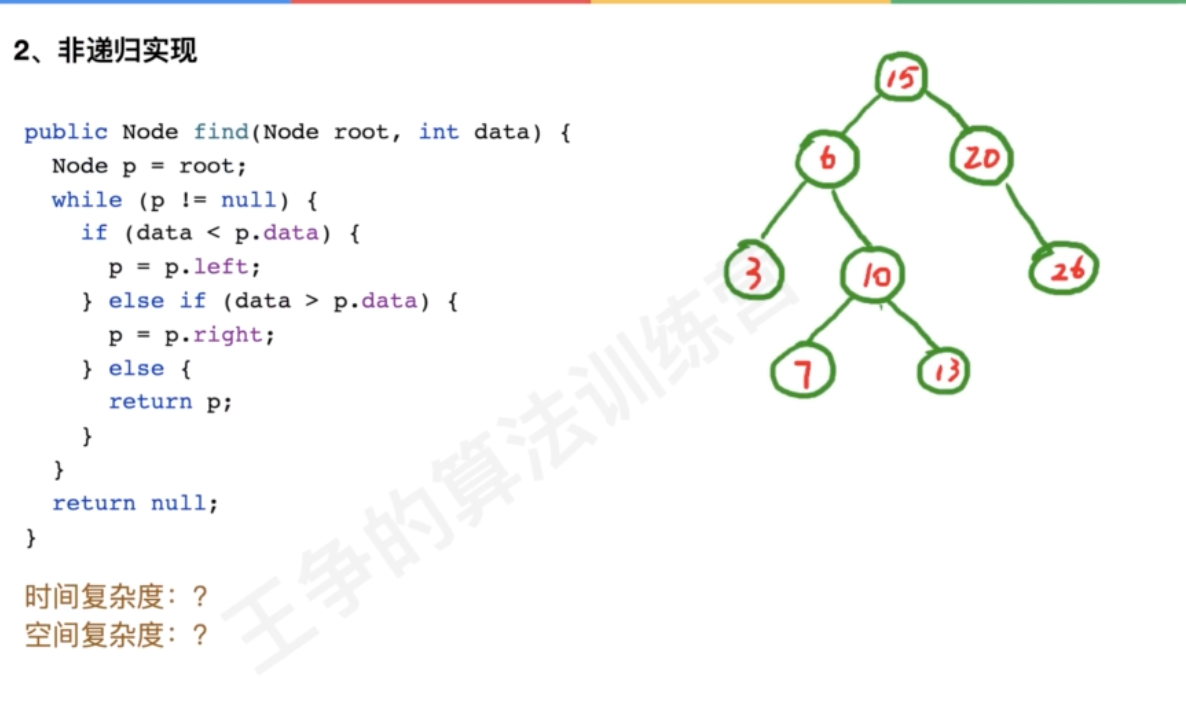 2、非递归实现
public Node find(Node root, int data) {
  Node p = root;
  while (p != null) {
    if (data < p.data) {
      p = p.left;
    } else if (data > p.data) {
      p = p.right;
    } else {
      return p;
    }
  }
  return null;
}
时间复杂度：?
空间复杂度：?
15
6
20
3
10
26
7
13
王争的算法训练营